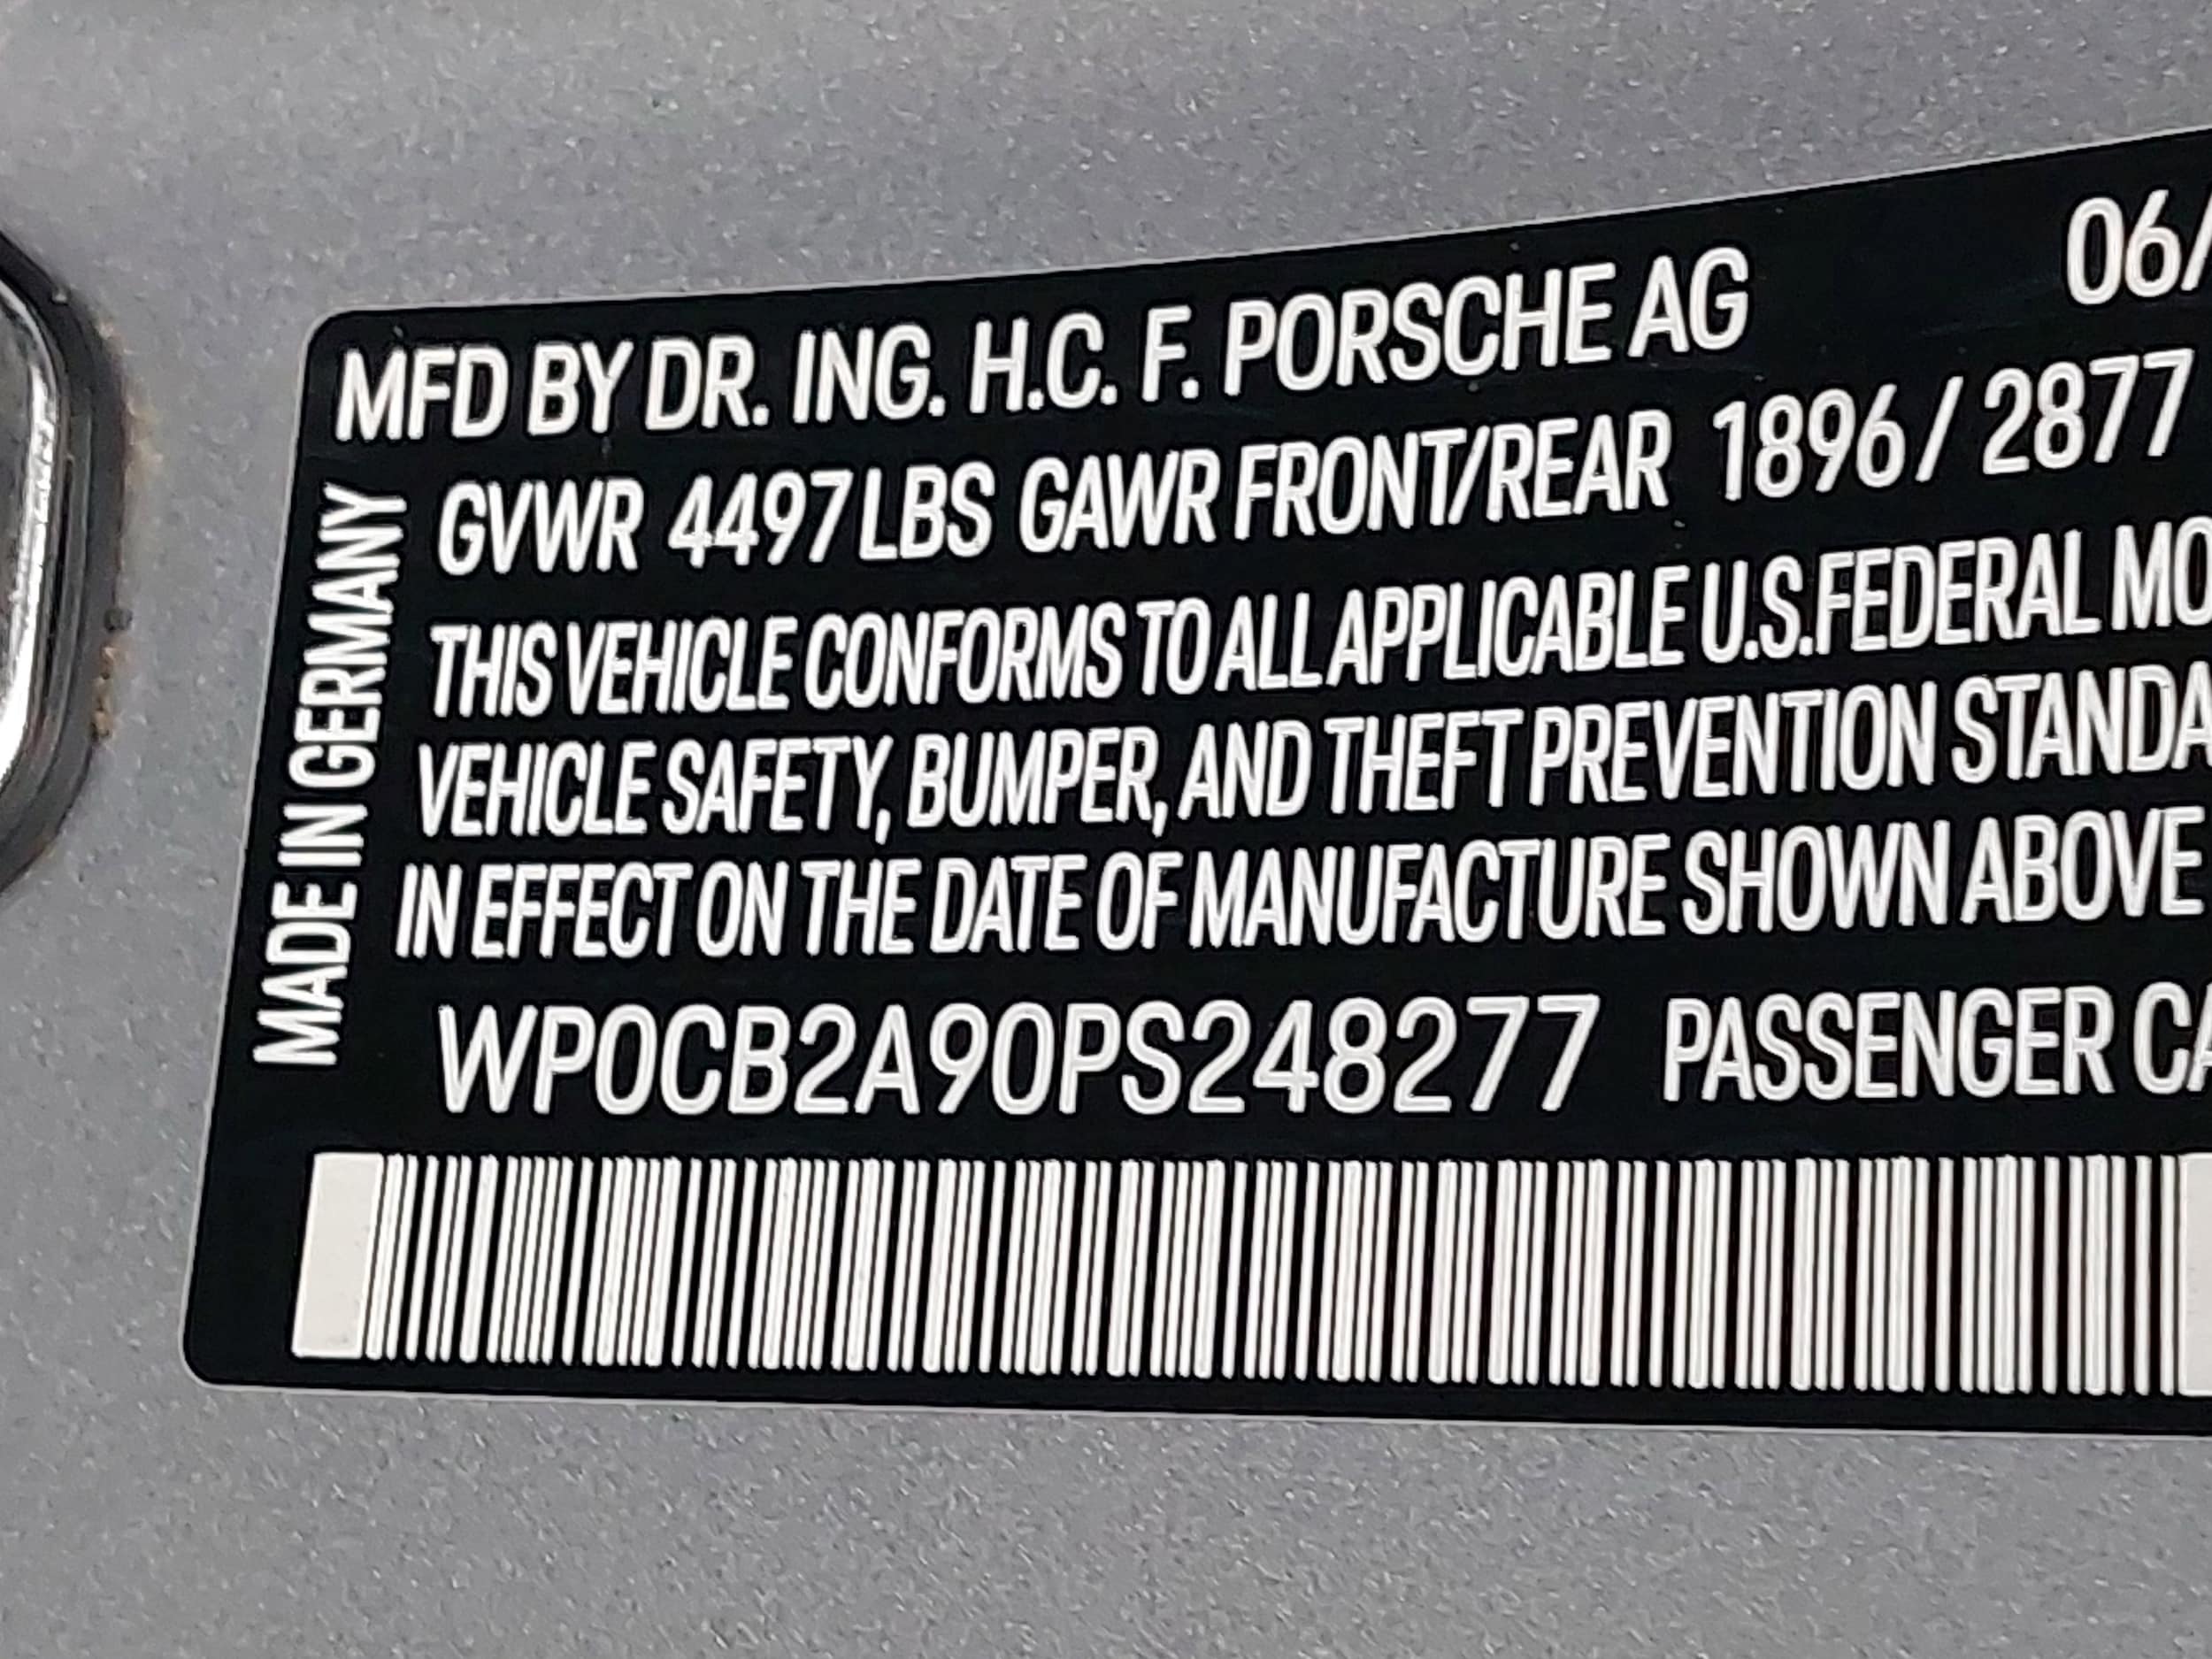 MFD BY DR. ING. H.C. F. PORSCHE AG 06/
GVWR 4497 LBS GAWR FRONT/REAR 1896 / 2877
THIS VEHICLE CONFORMS TO ALL APPLICABLE U.S.FEDERAL MO
VEHICLE SAFETY, BUMPER, AND THEFT PREVENTION STANDA
IN EFFECT ON THE DATE OF MANUFACTURE SHOWN ABOVE
WP0CB2A90PS248277 PASSENGER CA
MADE IN GERMANY